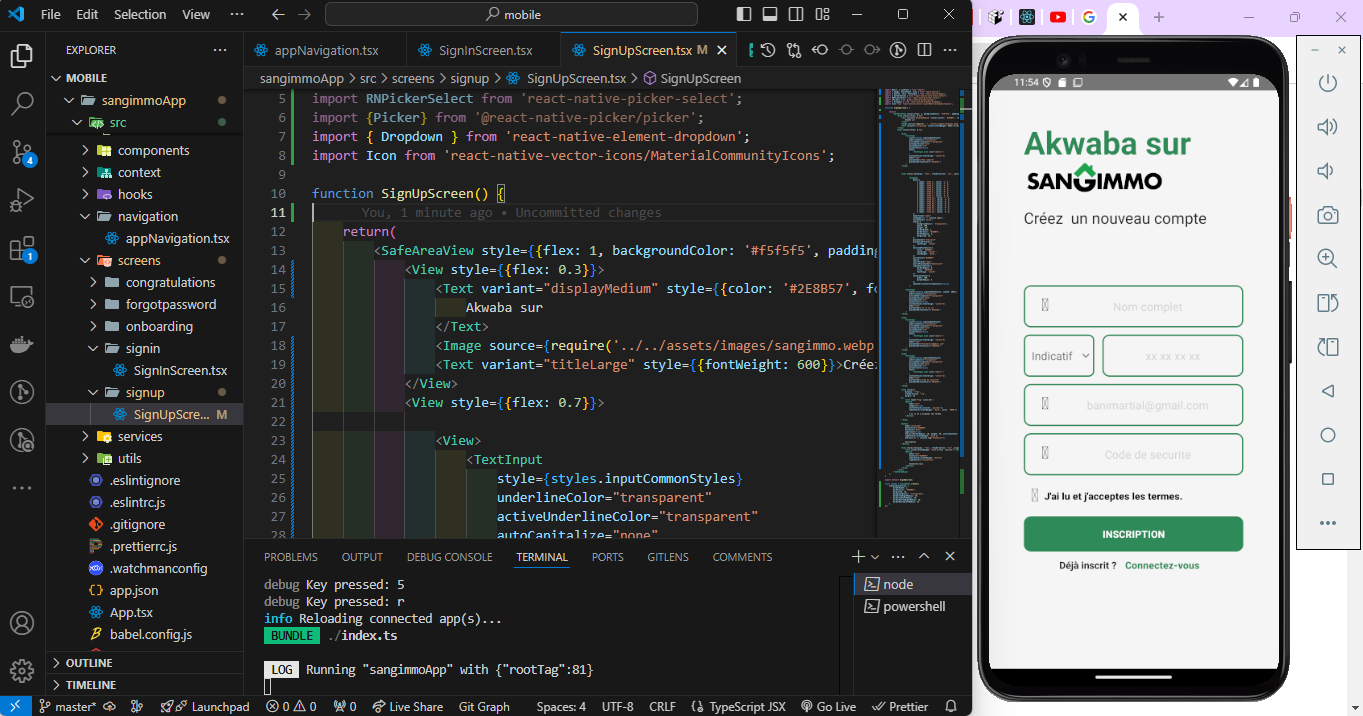 File Edit Selection View ··· mobile
EXPLORER ···
MOBILE
sangimmoApp
src
components
context
hooks
navigation
appNavigation.tsx
screens
congratulations
forgotpassword
onboarding
signin
SignInScreen.tsx
signup
SignUpScre... M
services
utils
.eslintignore
.eslintrc.js
.gitignore
.prettierrc.js
.watchmanconfig
app.json
App.tsx
babel.config.js
OUTLINE
TIMELINE
4
1
appNavigation.tsx SignInScreen.tsx SignUpScreen.tsx M
sangimmoApp > src > screens > signup > SignUpScreen.tsx > SignUpScreen
5 import RNPickerSelect from 'react-native-picker-select';
6 import {Picker} from '@react-native-picker/picker';
7 import { Dropdown } from 'react-native-element-dropdown';
8 import Icon from 'react-native-vector-icons/MaterialCommunityIcons';
9
10 function SignUpScreen() {
11 You, 1 minute ago • Uncommitted changes
12 return(
13 <SafeAreaView style={{flex: 1, backgroundColor: '#f5f5f5', padding
14 <View style={{flex: 0.3}}>
15 <Text variant="displayMedium" style={{color: '#2E8B57', fo
16 Akwaba sur
17 </Text>
18 <Image source={require('../../assets/images/sangimmo.webp
19 <Text variant="titleLarge" style={{fontWeight: 600}}>Crée
20 </View>
21 <View style={{flex: 0.7}}>
22
23 <View>
24 <TextInput
25 style={styles.inputCommonStyles}
26 underlineColor="transparent"
27 activeUnderlineColor="transparent"
28 autoCapitalize="none"
PROBLEMS OUTPUT DEBUG CONSOLE TERMINAL PORTS GITLENS COMMENTS
debug Key pressed: 5
debug Key pressed: r
info Reloading connected app(s)...
BUNDLE ./index.ts
LOG Running "sangimmoApp" with {"rootTag":81}
node
powershell
master* Launchpad 0 0 0 Live Share Git Graph Spaces: 4 UTF-8 CRLF {} TypeScript JSX Go Live Prettier
11:54
Akwaba sur
SANGIMMO
Créez un nouveau compte
Nom complet
Indicatif xx xx xx xx
banimartial@gmail.com
Code de securite
J'ai lu et j'acceptes les termes.
INSCRIPTION
Déjà inscrit ? Connectez-vous